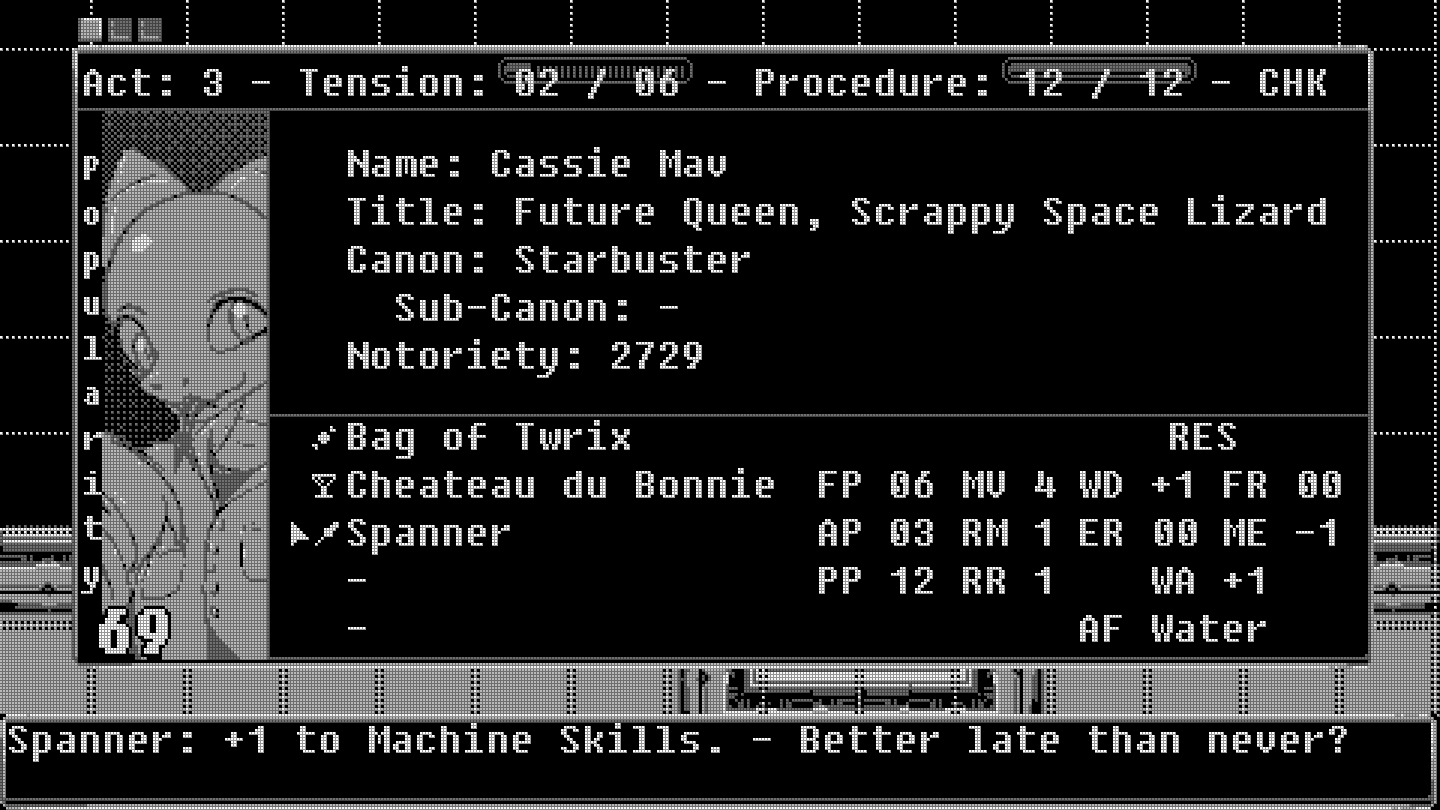 Act: 3 - Tension: 02 / 06 - Procedure: 12 / 12 - CHK
Popularity
69
Name: Cassie Mav
Title: Future Queen, Scrappy Space Lizard
Canon: Starbuster
Sub-Canon: -
Notoriety: 2729
Bag of Twrix RES
Cheateau du Bonnie FP 06 MV 4 WD +1 FR 00
Spanner AP 03 RM 1 ER 00 ME -1
- PP 12 RR 1 WA +1
- AF Water
Spanner: +1 to Machine Skills. - Better late than never?